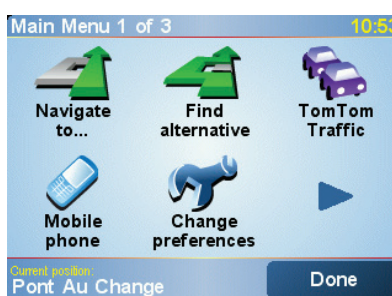 Main Menu 1 of 3 10:53
Navigate to...
Find alternative
TomTom Traffic
Mobile phone
Change preferences
Current position:
Pont Au Change
Done